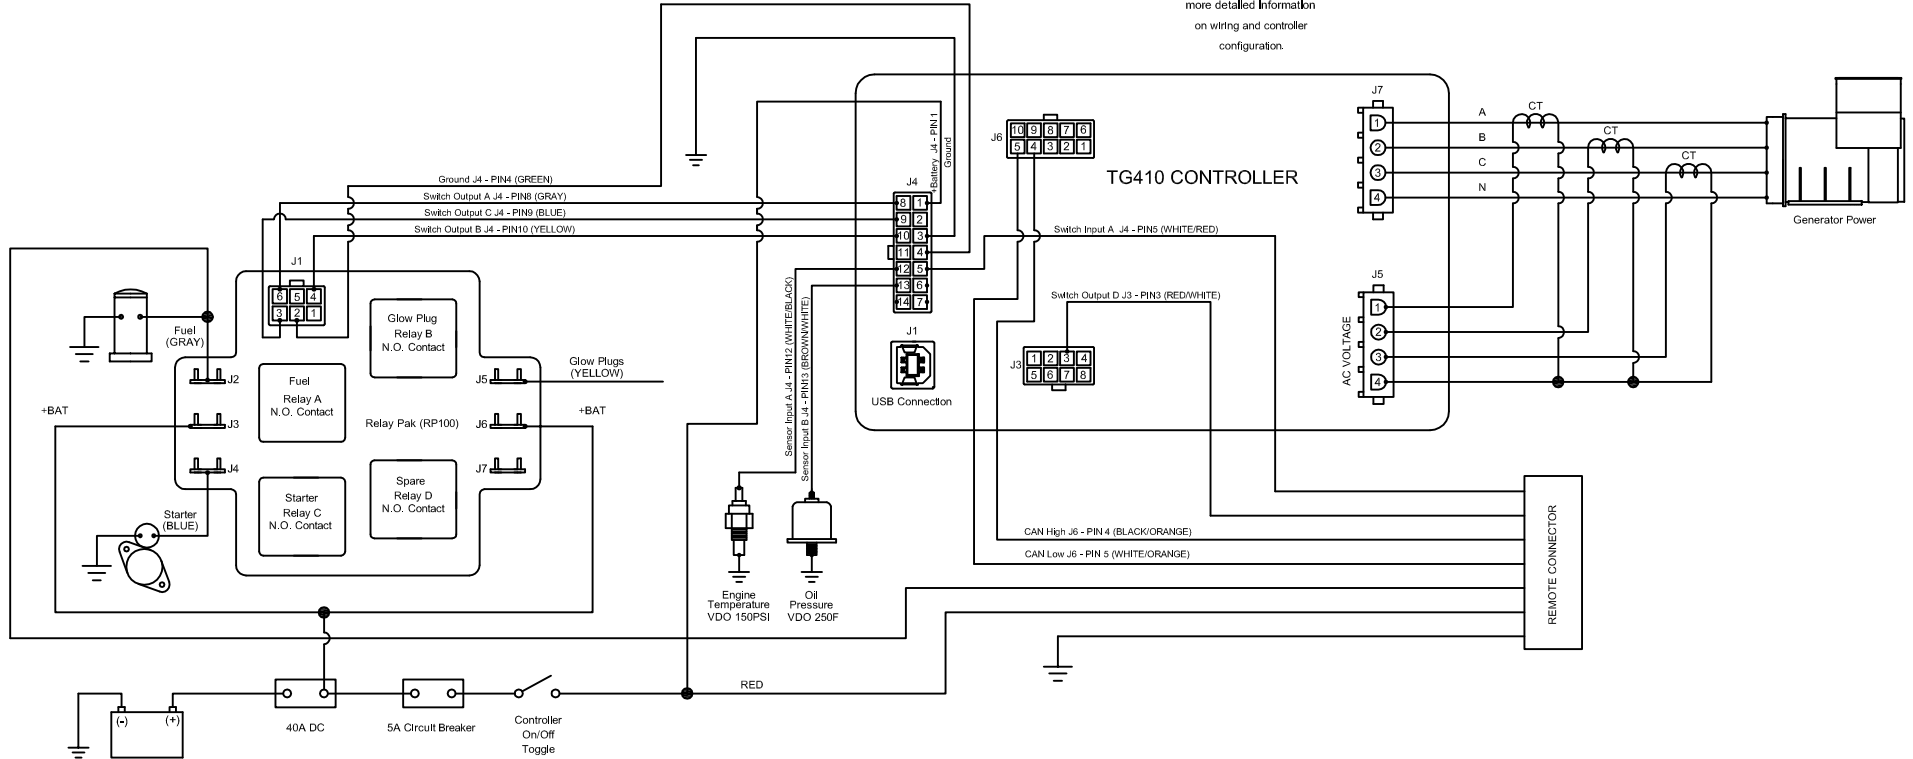 more detailed information
on wiring and controller
configuration.
TG410 CONTROLLER
J7
1
2
3
4
A
B
C
N
CT
CT
CT
Generator Power
J5
1
2
3
4
AC VOLTAGE
J6
10 9 8 7 6
5 4 3 2 1
J4
8 1
9 2
10 3
11 4
12 5
13 6
14 7
+Battery J4 - PIN 1
Ground
J1
USB Connection
J3
1 2 3 4
5 6 7 8
Ground J4 - PIN4 (GREEN)
Switch Output A J4 - PIN8 (GRAY)
Switch Output C J4 - PIN9 (BLUE)
Switch Output B J4 - PIN10 (YELLOW)
Switch Input A J4 - PIN5 (WHITE/RED)
Switch Output D J3 - PIN3 (RED/WHITE)
Sensor Input A J4 - PIN12 (WHITE/BLACK)
Sensor Input B J4 - PIN13 (BROWN/WHITE)
J1
6 5 4
3 2 1
Glow Plug
Relay B
N.O. Contact
Fuel
Relay A
N.O. Contact
Relay Pak (RP100)
Starter
Relay C
N.O. Contact
Spare
Relay D
N.O. Contact
J2
J3
J4
J5
J6
J7
Fuel
(GRAY)
Glow Plugs
(YELLOW)
+BAT
+BAT
Starter
(BLUE)
Engine
Temperature
VDO 150PSI
Oil
Pressure
VDO 250F
CAN High J6 - PIN 4 (BLACK/ORANGE)
CAN Low J6 - PIN 5 (WHITE/ORANGE)
REMOTE CONNECTOR
RED
(-)
(+)
40A DC
5A Circuit Breaker
Controller
On/Off
Toggle